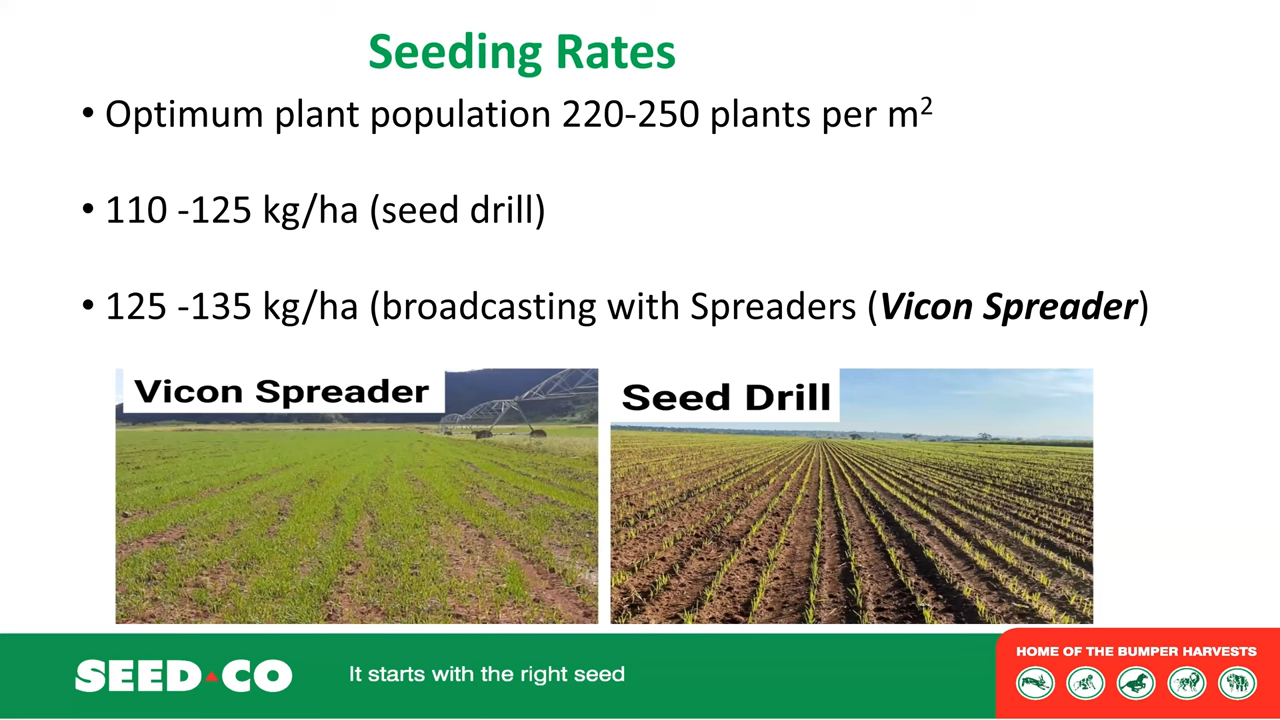 Seeding Rates
• Optimum plant population 220-250 plants per m²
• 110 -125 kg/ha (seed drill)
• 125 -135 kg/ha (broadcasting with Spreaders (Vicon Spreader)
Vicon Spreader
Seed Drill
SEED CO
It starts with the right seed
HOME OF THE BUMPER HARVESTS